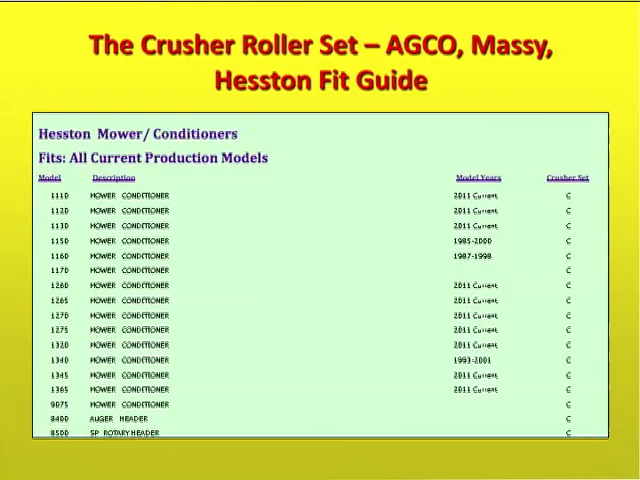 The Crusher Roller Set – AGCO, Massy,
Hesston Fit Guide
Hesston Mower/ Conditioners
Fits: All Current Production Models
Model Description Model Years Crusher Set
1110 MOWER CONDITIONER 2011 Current C
1120 MOWER CONDITIONER 2011 Current C
1130 MOWER CONDITIONER 2011 Current C
1150 MOWER CONDITIONER 1985-2000 C
1160 MOWER CONDITIONER 1987-1998 C
1170 MOWER CONDITIONER C
1260 MOWER CONDITIONER 2011 Current C
1265 MOWER CONDITIONER 2011 Current C
1270 MOWER CONDITIONER 2011 Current C
1275 MOWER CONDITIONER 2011 Current C
1320 MOWER CONDITIONER 2011 Current C
1340 MOWER CONDITIONER 1993-2001 C
1345 MOWER CONDITIONER 2011 Current C
1365 MOWER CONDITIONER 2011 Current C
9075 MOWER CONDITIONER C
8400 AUGER HEADER C
8500 SP ROTARY HEADER C